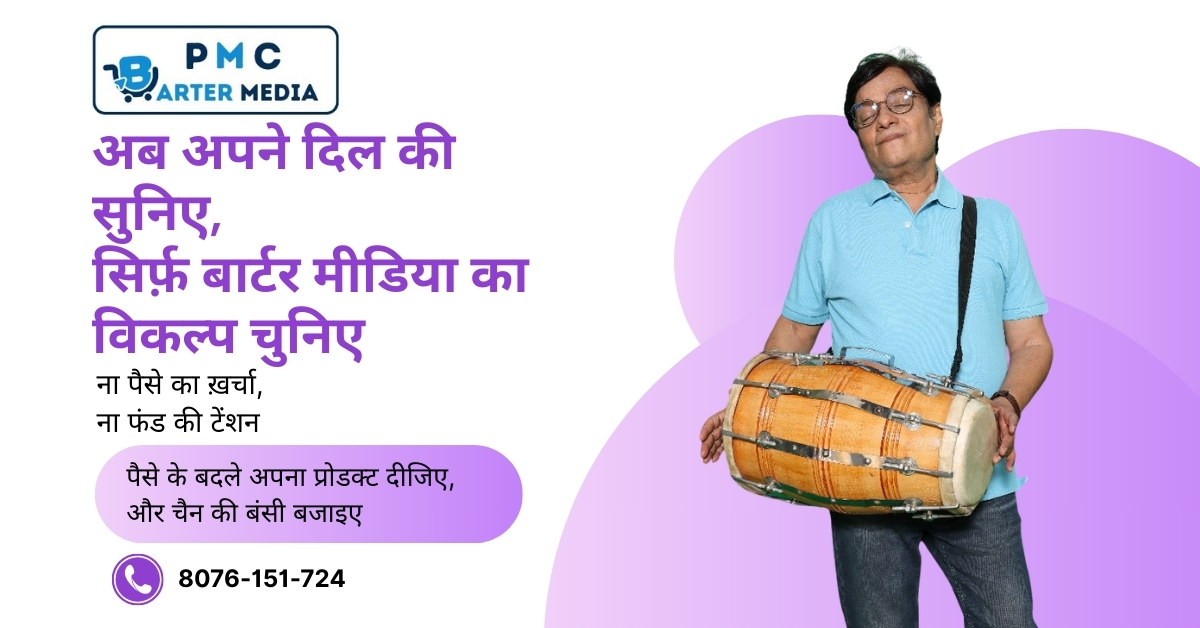 PMC
BARTER MEDIA
अब अपने दिल की
सुनिए,
सिर्फ़ बार्टर मीडिया का
विकल्प चुनिए
ना पैसे का ख़र्चा,
ना फंड की टेंशन
पैसे के बदले अपना प्रोडक्ट दीजिए,
और चैन की बंसी बजाइए
8076-151-724